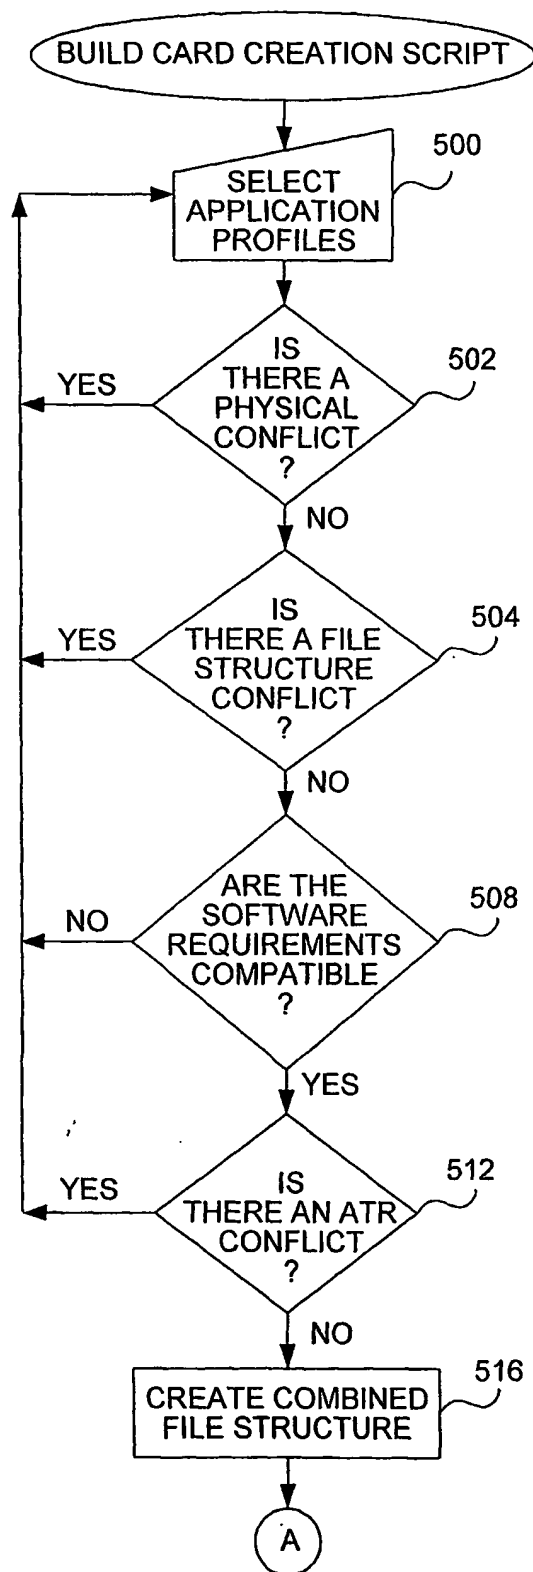 BUILD CARD CREATION SCRIPT
500
SELECT
APPLICATION
PROFILES
IS
THERE A
PHYSICAL
CONFLICT
?
502
YES
NO
IS
THERE A FILE
STRUCTURE
CONFLICT
?
504
YES
NO
ARE THE
SOFTWARE
REQUIREMENTS
COMPATIBLE
?
508
NO
YES
IS
THERE AN ATR
CONFLICT
?
512
YES
NO
516
CREATE COMBINED
FILE STRUCTURE
A